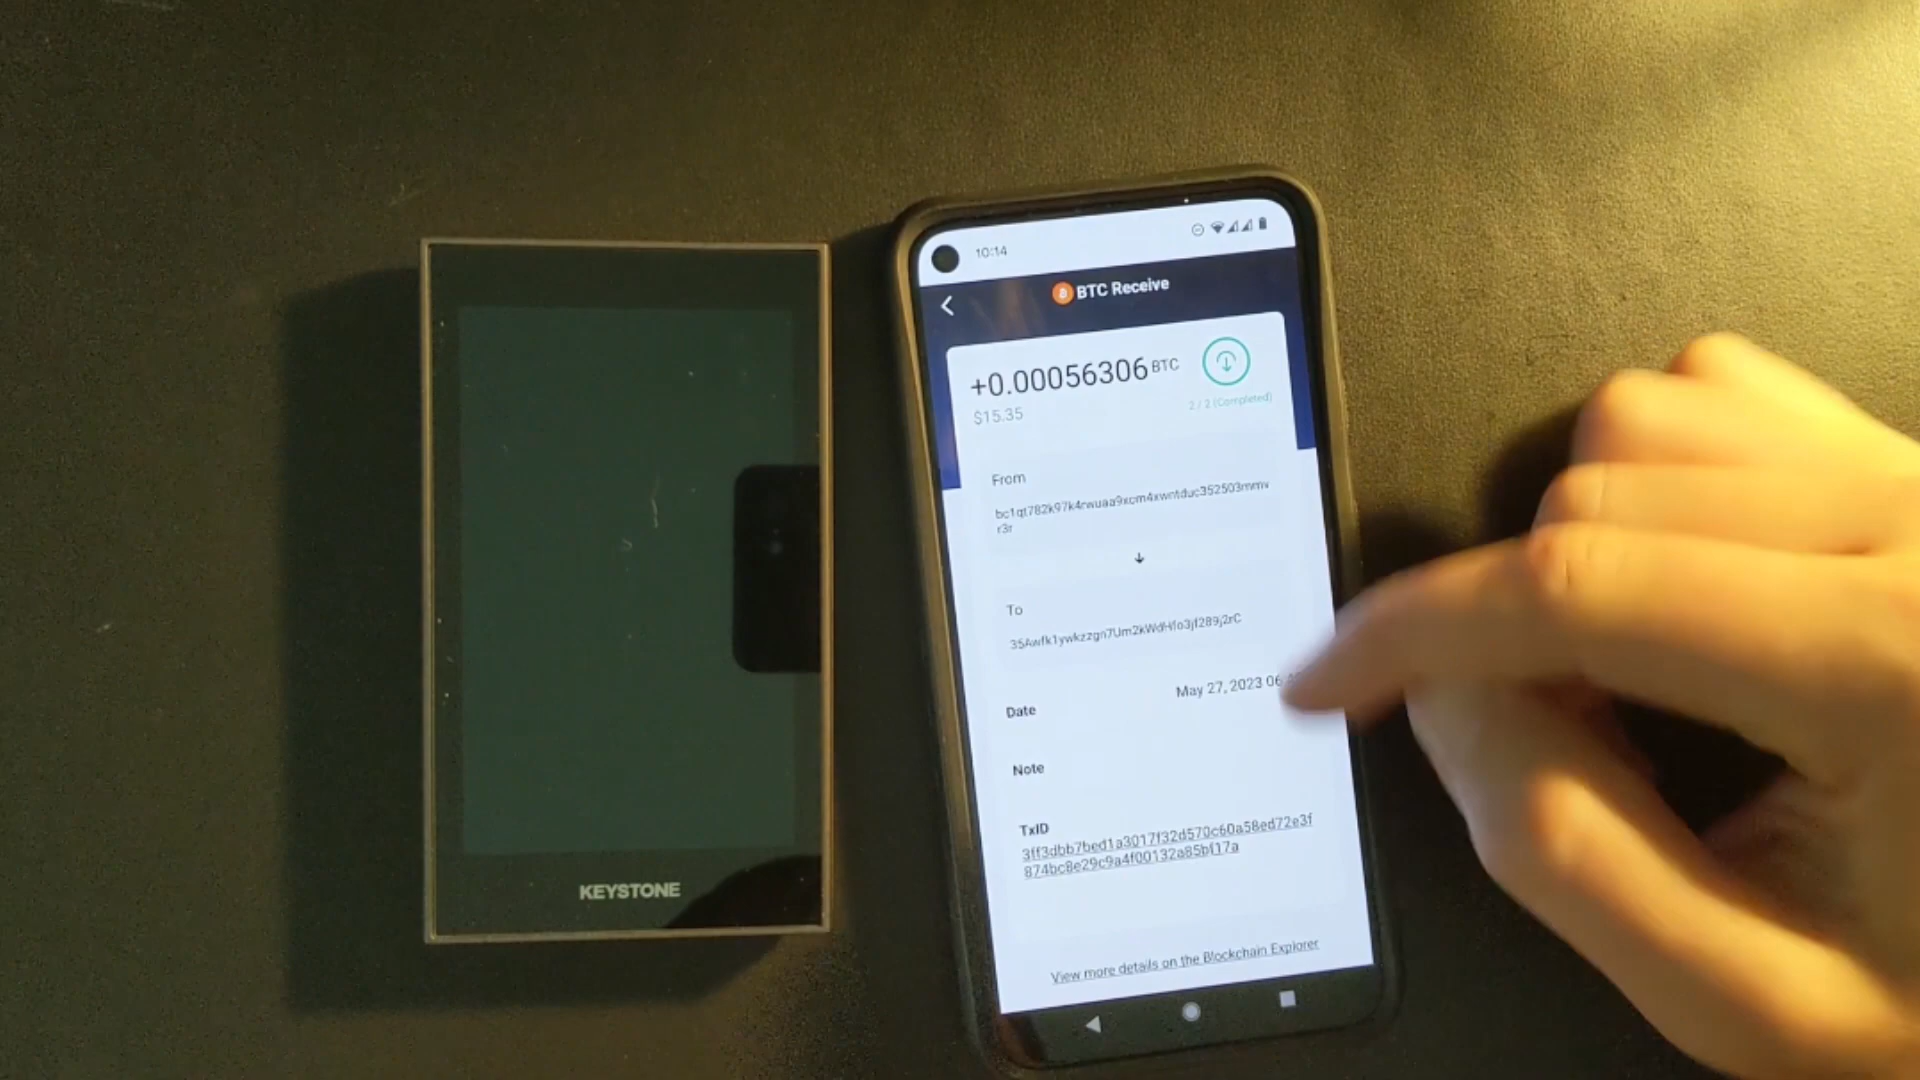 10:14
BTC Receive
+0.00056306 BTC
$15.35
2 / 2 (Completed)
From
bc1qt782k97k4rwuaa9xcm4xwntduc352503mmv
r3r
To
Date
May 27, 2023 06
Note
TxID
3ff3dbb7bed1a3017f32d570c60a58ed72e3f
874bc8e29c9a4f00132a85bf17a
View more details on the Blockchain Explorer
KEYSTONE